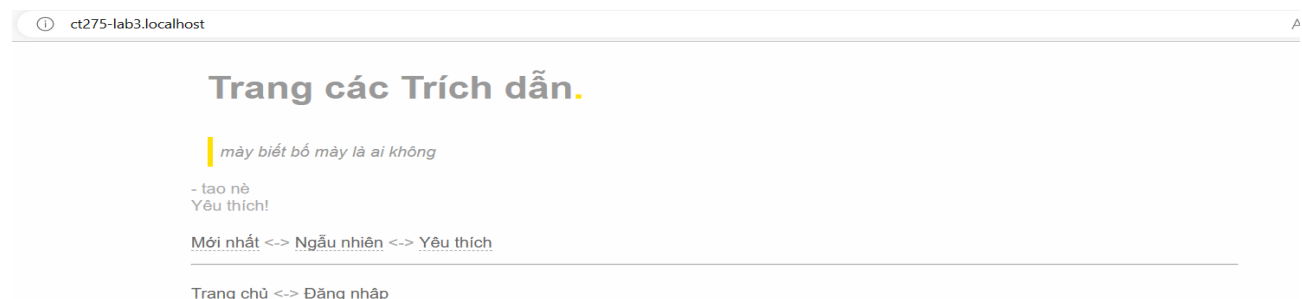 ct275-lab3.localhost
Trang các Trích dẫn.
mày biết bố mày là ai không
- tao nè
Yêu thích!
Mới nhất <-> Ngẫu nhiên <-> Yêu thích
Trang chủ <-> Đăng nhập